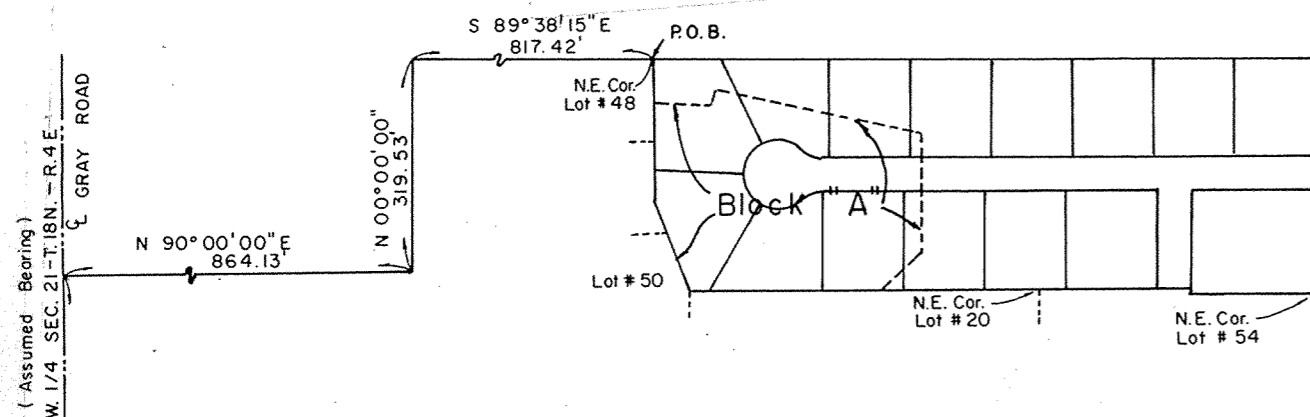 S 89°38'15"E
817.42'
P.O.B.
N.E. Cor.
Lot #48
N 00°00'00"
319.53'
N 90°00'00"E
864.13'
Block "A"
Lot #50
N.E. Cor.
Lot #20
N.E. Cor.
Lot #54
℄ GRAY ROAD
W. 1/4 SEC. 21-T.18N.-R.4E
(Assumed Bearing)